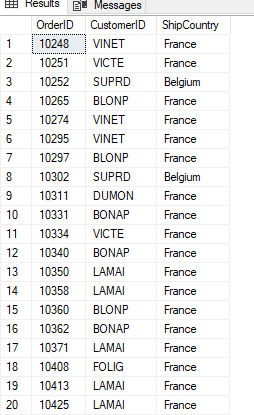 Results Messages
OrderID CustomerID ShipCountry
1 10248 VINET France
2 10251 VICTE France
3 10252 SUPRD Belgium
4 10265 BLONP France
5 10274 VINET France
6 10295 VINET France
7 10297 BLONP France
8 10302 SUPRD Belgium
9 10311 DUMON France
10 10331 BONAP France
11 10334 VICTE France
12 10340 BONAP France
13 10350 LAMAI France
14 10358 LAMAI France
15 10360 BLONP France
16 10362 BONAP France
17 10371 LAMAI France
18 10408 FOLIG France
19 10413 LAMAI France
20 10425 LAMAI France